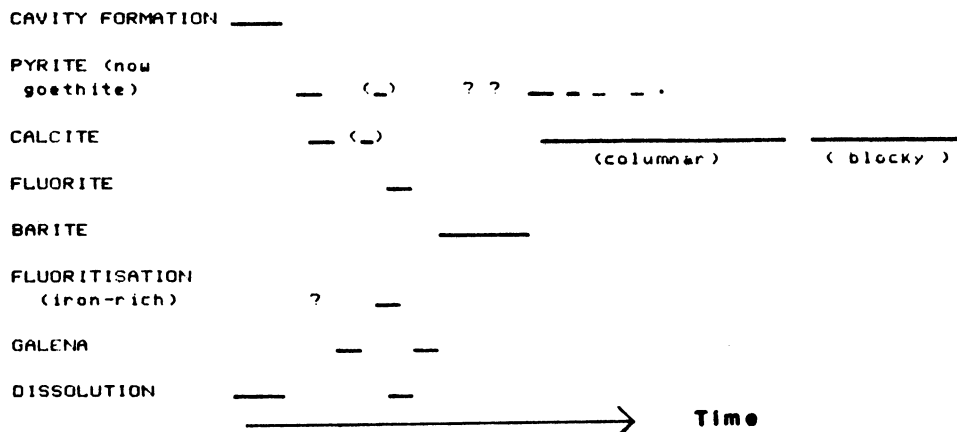 CAVITY FORMATION
PYRITE (now
goethite) ( ) ? ?
CALCITE ( )
(columnar) ( blocky )
FLUORITE
BARITE
FLUORITISATION
(iron-rich) ?
GALENA
DISSOLUTION
Time